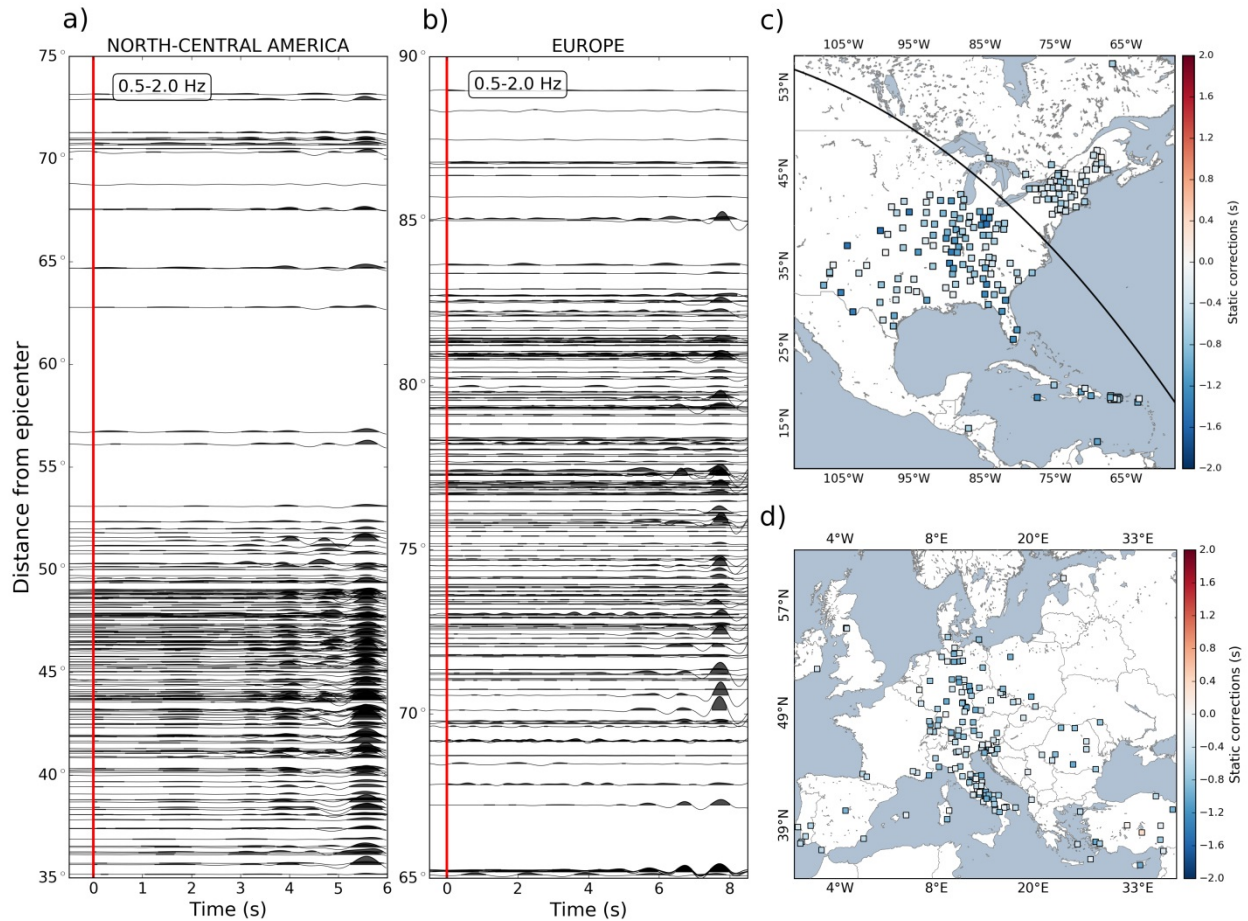 a)
NORTH-CENTRAL AMERICA
0.5-2.0 Hz
75°
70°
65°
60°
55°
50°
45°
40°
35°
Distance from epicenter
0 1 2 3 4 5 6
Time (s)
b)
EUROPE
0.5-2.0 Hz
90°
85°
80°
75°
70°
65°
0 2 4 6 8
Time (s)
c)
105°W 95°W 85°W 75°W 65°W
53°N
45°N
35°N
25°N
15°N
105°W 95°W 85°W 75°W 65°W
2.0
1.6
1.2
0.8
0.4
0.0
−0.4
−0.8
−1.2
−1.6
−2.0
Static corrections (s)
d)
4°W 8°E 20°E 33°E
57°N
49°N
39°N
4°W 8°E 20°E 33°E
2.0
1.6
1.2
0.8
0.4
0.0
−0.4
−0.8
−1.2
−1.6
−2.0
Static corrections (s)